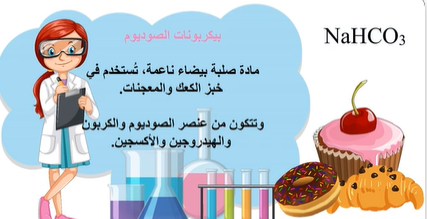 بيكربونات الصوديوم
NaHCO3
مادة صلبة بيضاء ناعمة، تُستخدم في
خبز الكعك والمعجنات.
وتتكون من عنصر الصوديوم والكربون
والهيدروجين والأكسجين.